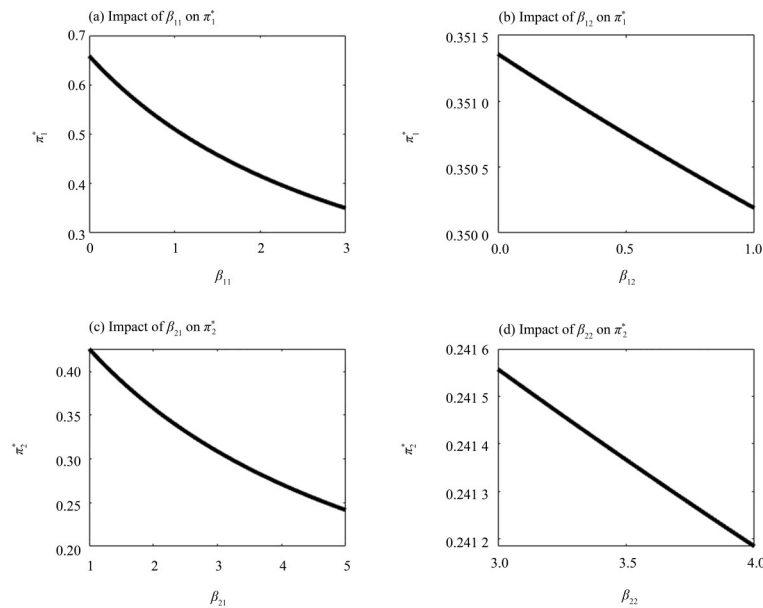 (a) Impact of β11 on π1*
0.7
0.6
0.5
0.4
0.3
π1*
0 1 2 3
β11
(b) Impact of β12 on π1*
0.351 5
0.351 0
0.350 5
0.350 0
π1*
0.0 0.5 1.0
β12
(c) Impact of β21 on π2*
0.40
0.35
0.30
0.25
0.20
π2*
1 2 3 4 5
β21
(d) Impact of β22 on π2*
0.241 6
0.241 5
0.241 4
0.241 3
0.241 2
π2*
3.0 3.5 4.0
β22